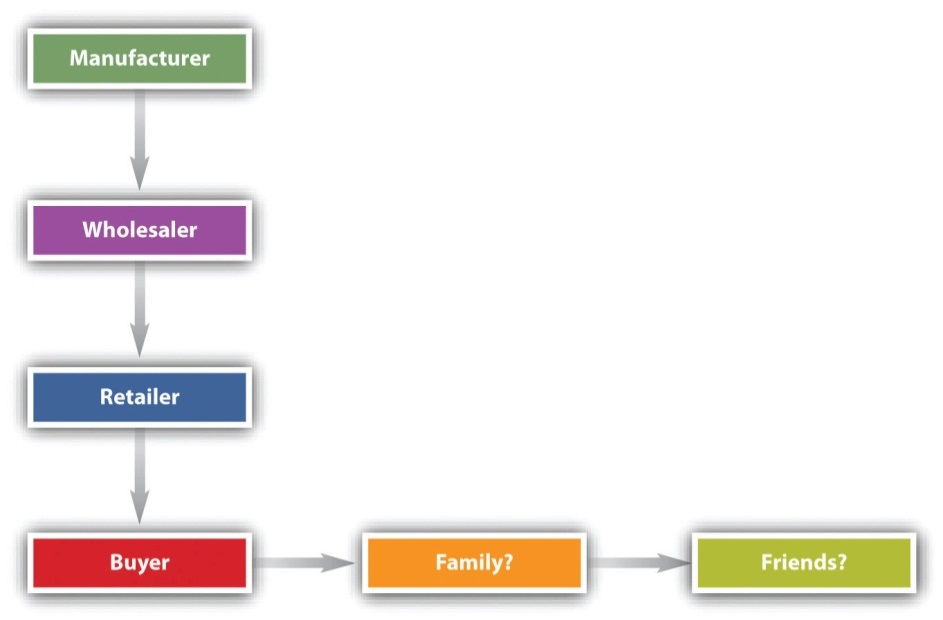 Manufacturer
Wholesaler
Retailer
Buyer
Family?
Friends?